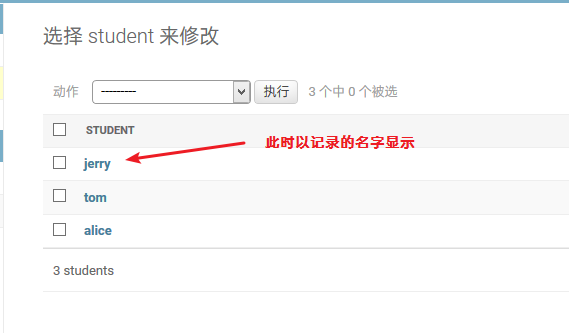 选择 student 来修改
动作 --------- 执行 3 个中 0 个被选
STUDENT
此时以记录的名字显示
jerry
tom
alice
3 students